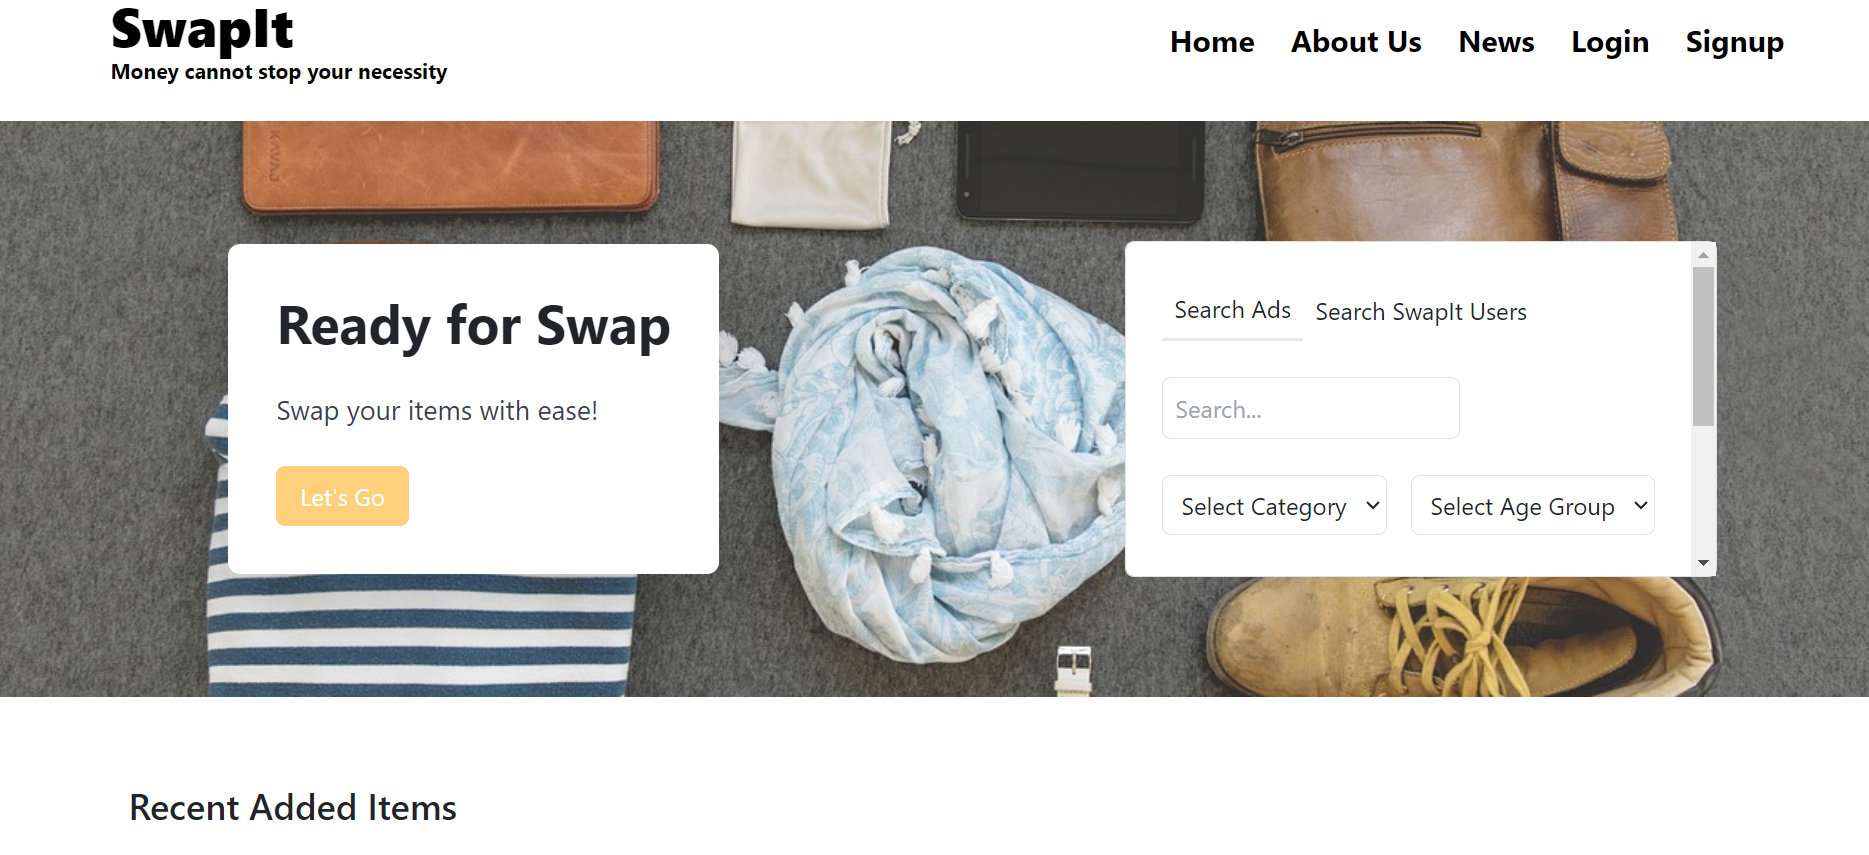 SwapIt
Money cannot stop your necessity
Home About Us News Login Signup
KAVAJ
Ready for Swap
Swap your items with ease!
Let's Go
Search Ads Search SwapIt Users
Search...
Select Category Select Age Group
Recent Added Items